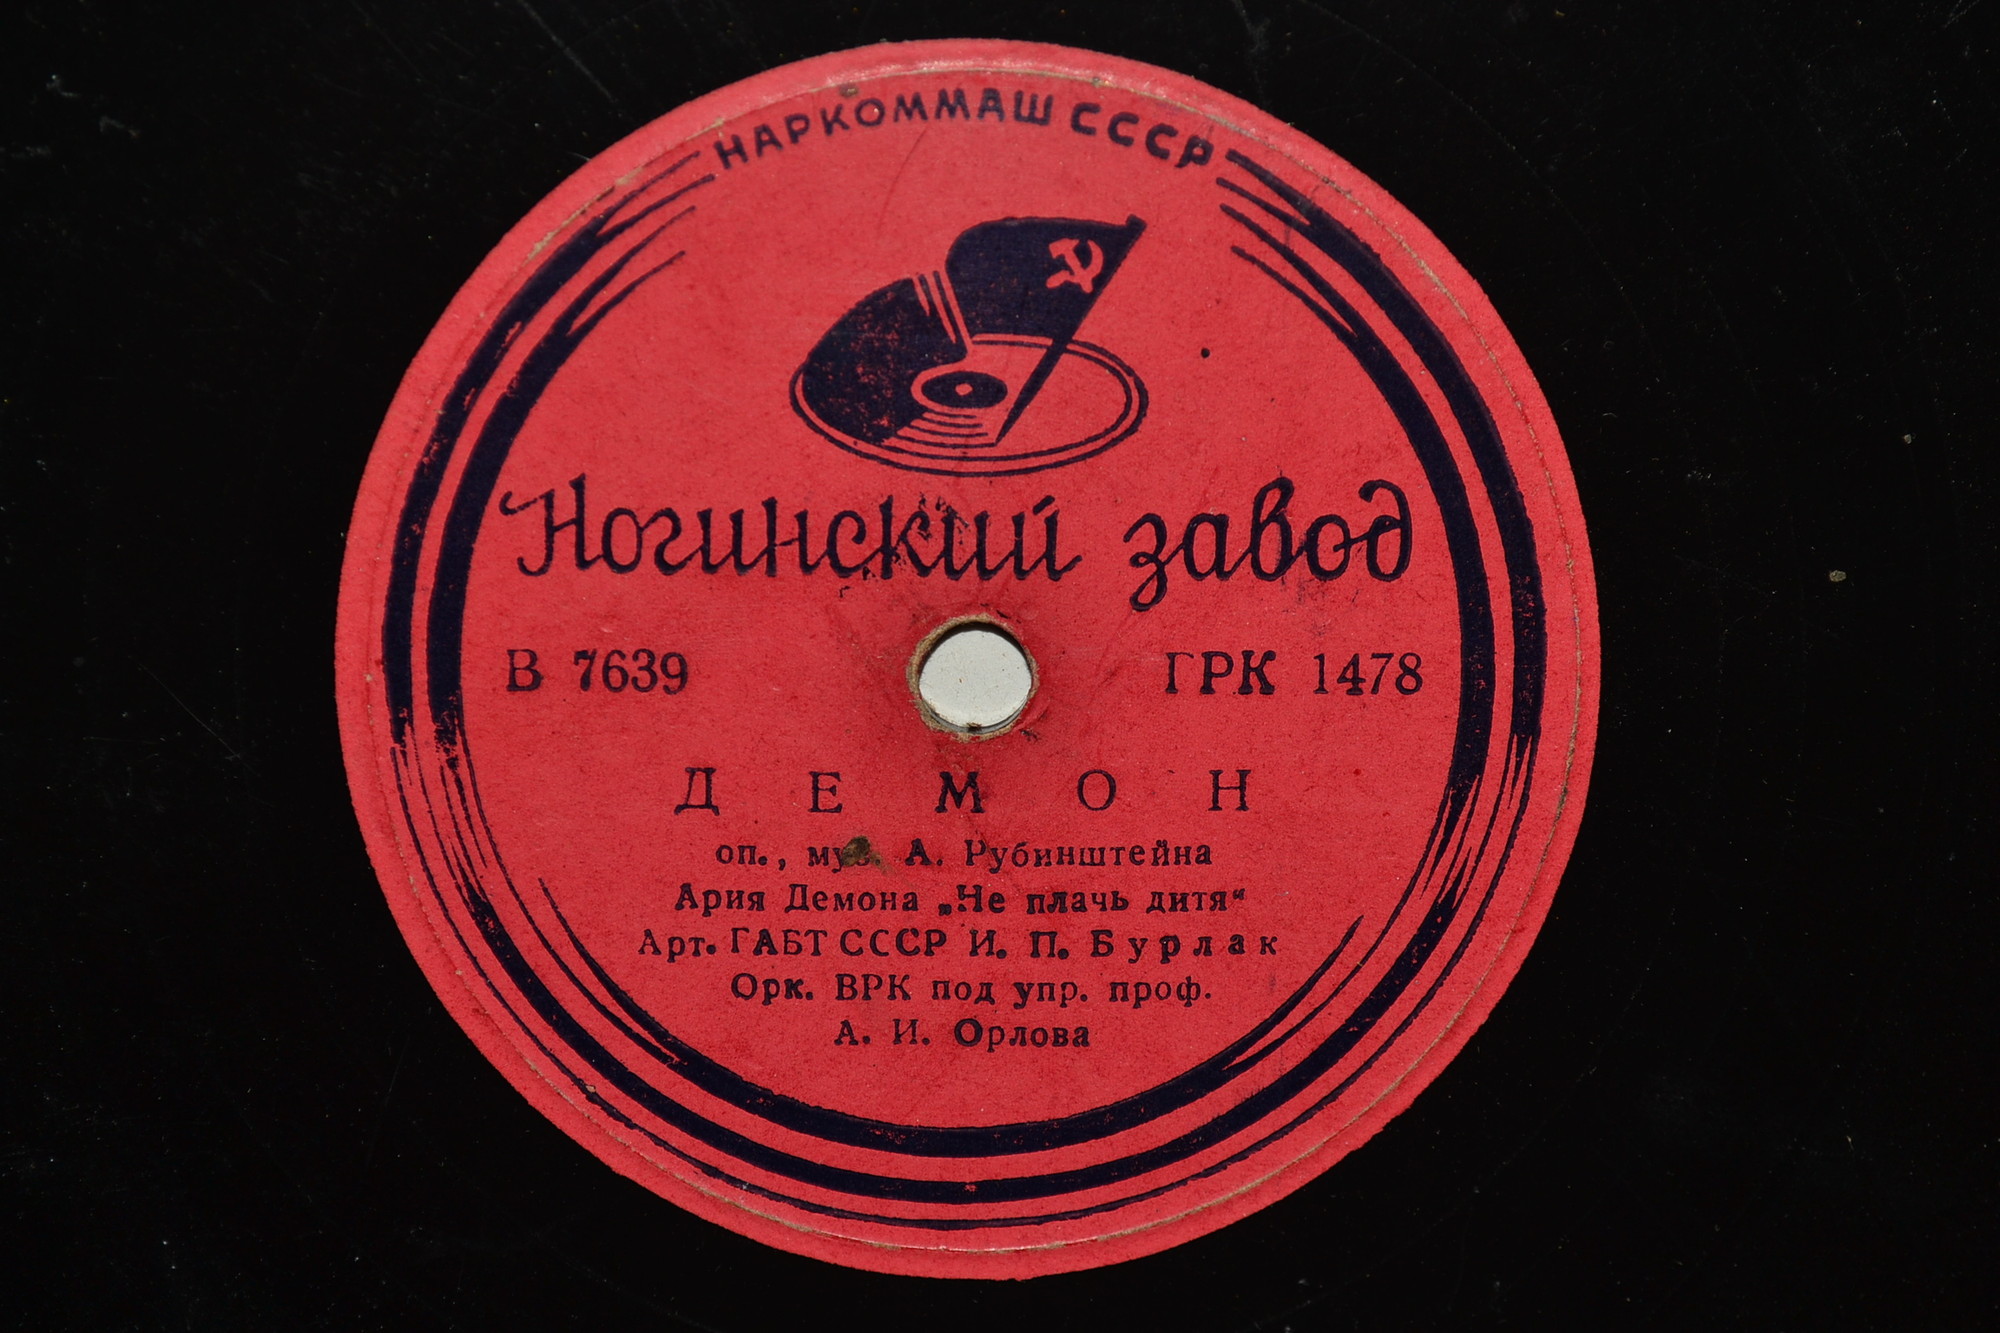 НАРКОММАШ СССР
Ногинский завод
В 7639 ГРК 1478
ДЕМОН
оп., муз. А. Рубинштейна
Ария Демона „Не плачь дитя“
Арт. ГАБТ СССР И. П. Бурлак
Орк. ВРК под упр. проф.
А. И. Орлова